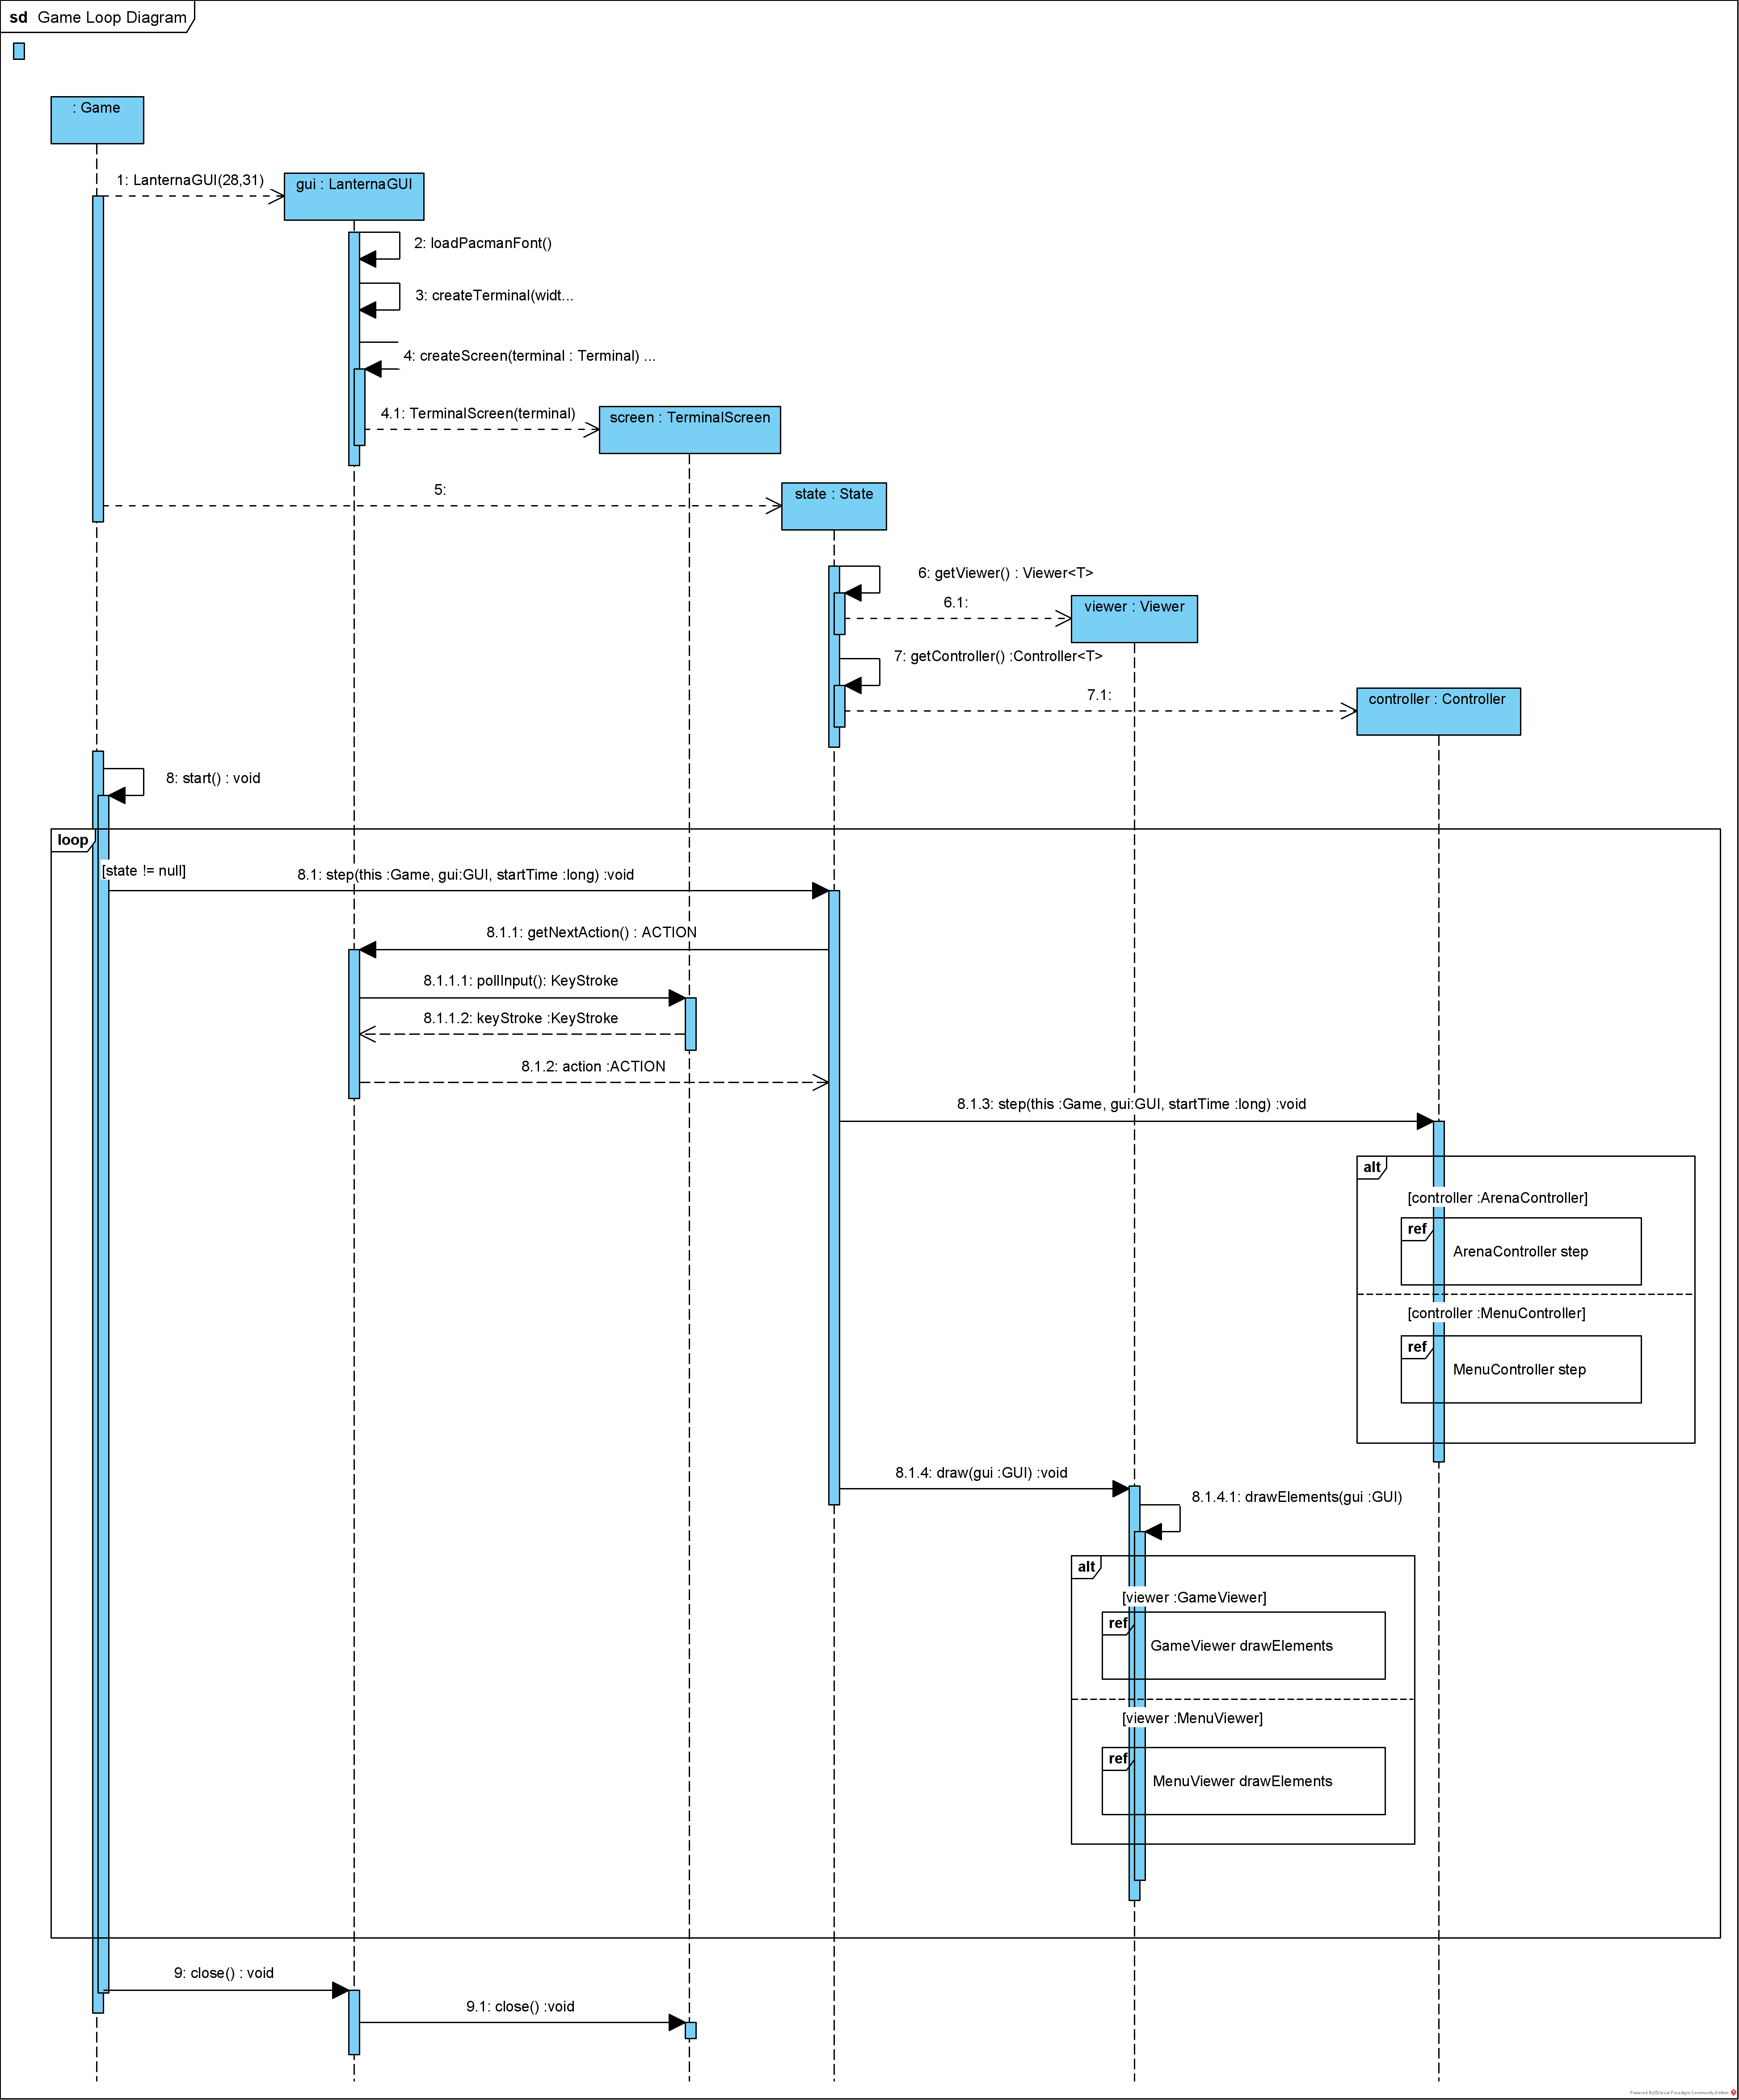 sd Game Loop Diagram
: Game
1: LanternaGUI(28,31)
gui : LanternaGUI
2: loadPacmanFont()
3: createTerminal(widt...
4: createScreen(terminal : Terminal) ...
4.1: TerminalScreen(terminal)
screen : TerminalScreen
5:
state : State
6: getViewer() : Viewer<T>
6.1:
viewer : Viewer
7: getController() :Controller<T>
7.1:
controller : Controller
8: start() : void
loop
[state != null]
8.1: step(this :Game, gui:GUI, startTime :long) :void
8.1.1: getNextAction() : ACTION
8.1.1.1: pollInput(): KeyStroke
8.1.1.2: keyStroke :KeyStroke
8.1.2: action :ACTION
8.1.3: step(this :Game, gui:GUI, startTime :long) :void
alt
[controller :ArenaController]
ref
ArenaController step
[controller :MenuController]
ref
MenuController step
8.1.4: draw(gui :GUI) :void
8.1.4.1: drawElements(gui :GUI)
alt
[viewer :GameViewer]
ref
GameViewer drawElements
[viewer :MenuViewer]
ref
MenuViewer drawElements
9: close() : void
9.1: close() :void
Powered By Visual Paradigm Community Edition